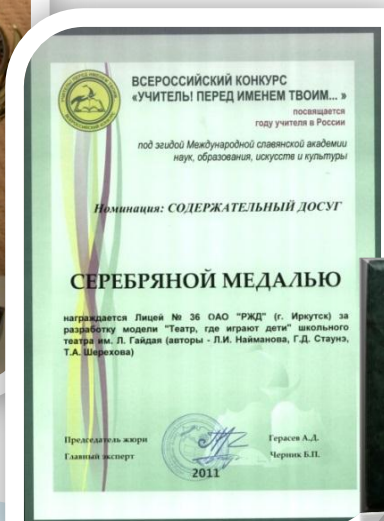 ВСЕРОССИЙСКИЙ КОНКУРС
«УЧИТЕЛЬ! ПЕРЕД ИМЕНЕМ ТВОИМ... »
посвящается
году учителя в России
под эгидой Международной славянской академии
наук, образования, искусств и культуры
Номинация: СОДЕРЖАТЕЛЬНЫЙ ДОСУГ
СЕРЕБРЯНОЙ МЕДАЛЬЮ
награждается Лицей № 36 ОАО "РЖД" (г. Иркутск) за
разработку модели "Театр, где играют дети" школьного
театра им. Л. Гайдая (авторы - Л.И. Найманова, Г.Д. Стаунэ,
Т.А. Шерехова)
Председатель жюри
Герасев А.Д.
Главный эксперт
Черник Б.П.
2011